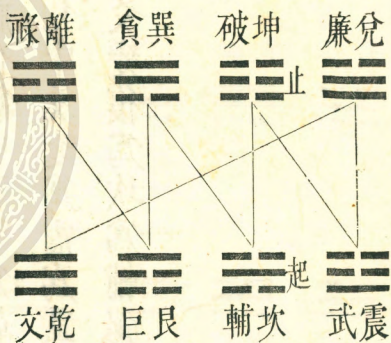 祿離 貪巽 破坤 廉兌
止
起
文乾 巨艮 輔坎 武震